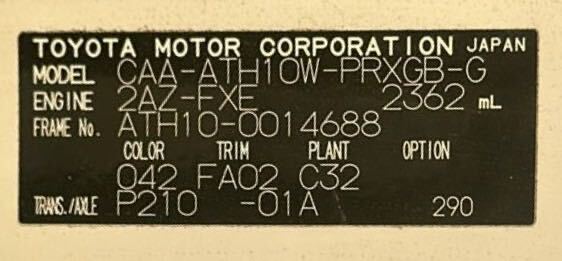 TOYOTA MOTOR CORPORATION JAPAN
MODEL CAA-ATH10W-PRXGB-G
ENGINE 2AZ-FXE 2362 mL
FRAME No. ATH10-0014688
COLOR TRIM PLANT OPTION
042 FA02 C32
TRANS./AXLE P210 -01A 290